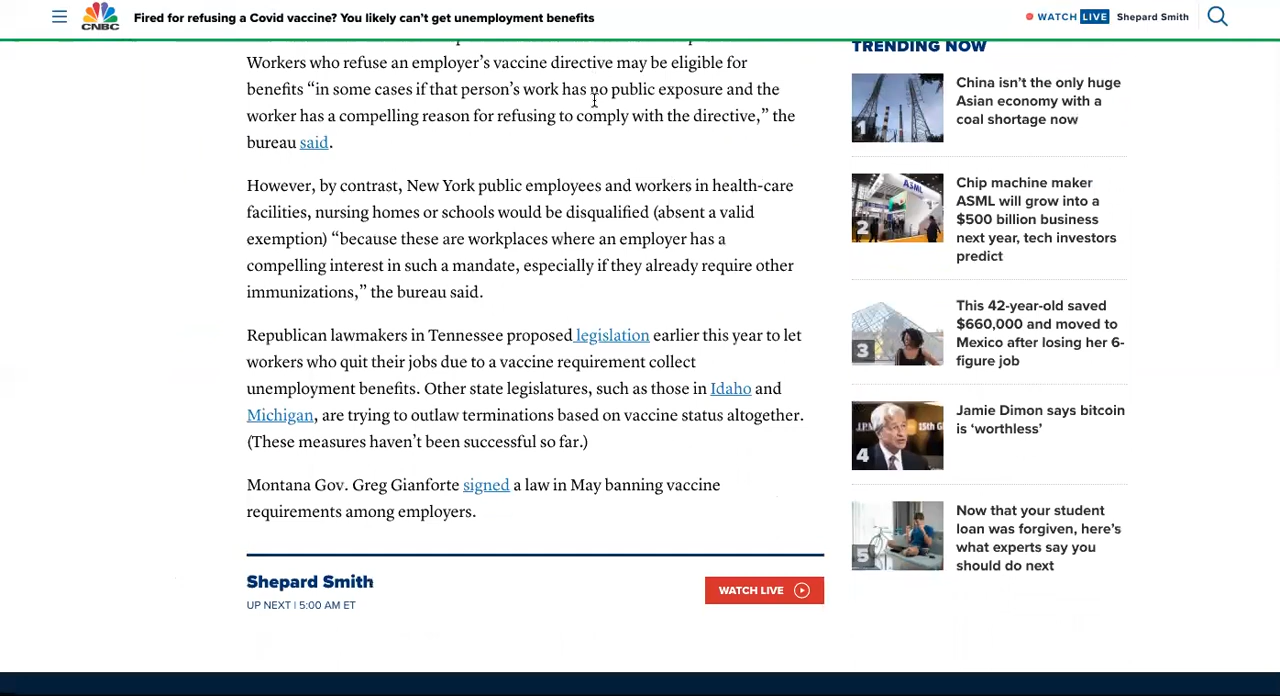 CNBC
Fired for refusing a Covid vaccine? You likely can't get unemployment benefits
WATCH LIVE
Shepard Smith
Workers who refuse an employer's vaccine directive may be eligible for
benefits “in some cases if that person's work has no public exposure and the
worker has a compelling reason for refusing to comply with the directive,” the
bureau said.
However, by contrast, New York public employees and workers in health-care
facilities, nursing homes or schools would be disqualified (absent a valid
exemption) “because these are workplaces where an employer has a
compelling interest in such a mandate, especially if they already require other
immunizations,” the bureau said.
Republican lawmakers in Tennessee proposed legislation earlier this year to let
workers who quit their jobs due to a vaccine requirement collect
unemployment benefits. Other state legislatures, such as those in Idaho and
Michigan, are trying to outlaw terminations based on vaccine status altogether.
(These measures haven't been successful so far.)
Montana Gov. Greg Gianforte signed a law in May banning vaccine
requirements among employers.
Shepard Smith
UP NEXT | 5:00 AM ET
WATCH LIVE
TRENDING NOW
1
China isn't the only huge
Asian economy with a
coal shortage now
ASML
2
Chip machine maker
ASML will grow into a
$500 billion business
next year, tech investors
predict
3
This 42-year-old saved
$660,000 and moved to
Mexico after losing her 6-
figure job
4
Jamie Dimon says bitcoin
is ‘worthless’
5
Now that your student
loan was forgiven, here's
what experts say you
should do next